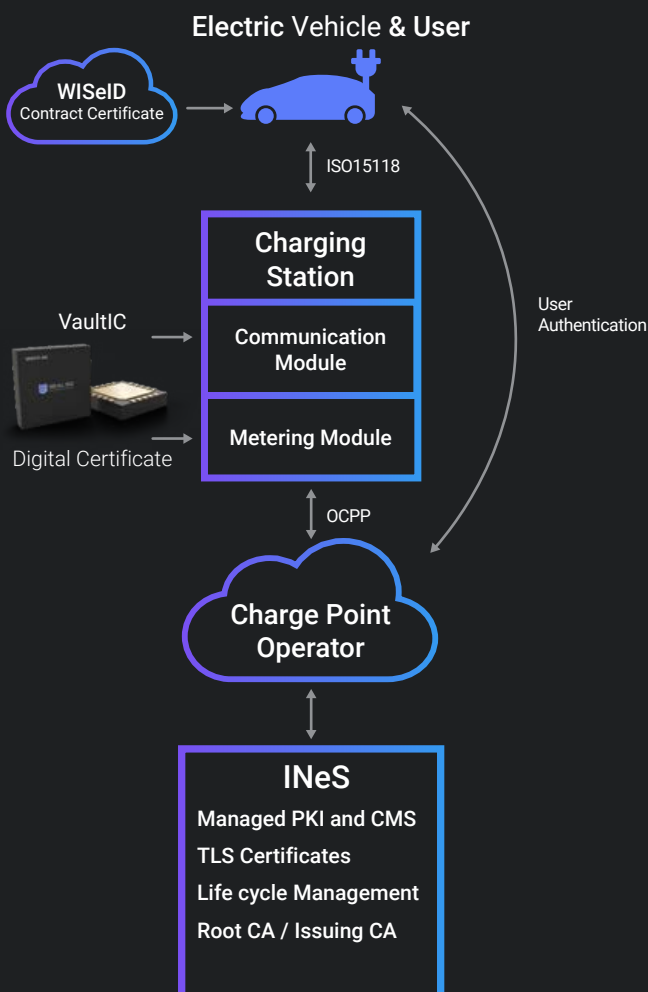 Electric Vehicle & User
WISeID
Contract Certificate
ISO15118
Charging
Station
User
Authentication
VaultIC
Communication
Module
Metering Module
Digital Certificate
OCPP
Charge Point
Operator
INeS
Managed PKI and CMS
TLS Certificates
Life cycle Management
Root CA / Issuing CA